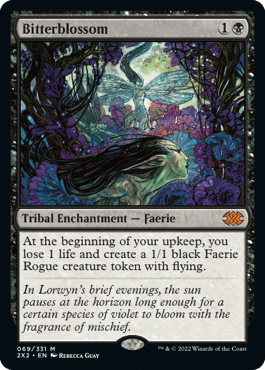 Bitterblossom 1
Tribal Enchantment — Faerie
At the beginning of your upkeep, you
lose 1 life and create a 1/1 black Faerie
Rogue creature token with flying.
In Lorwyn's brief evenings, the sun
pauses at the horizon long enough for a
certain species of violet to bloom with the
fragrance of mischief.
069/331 M
2X2 • EN Rebecca Guay
™ & © 2022 Wizards of the Coast